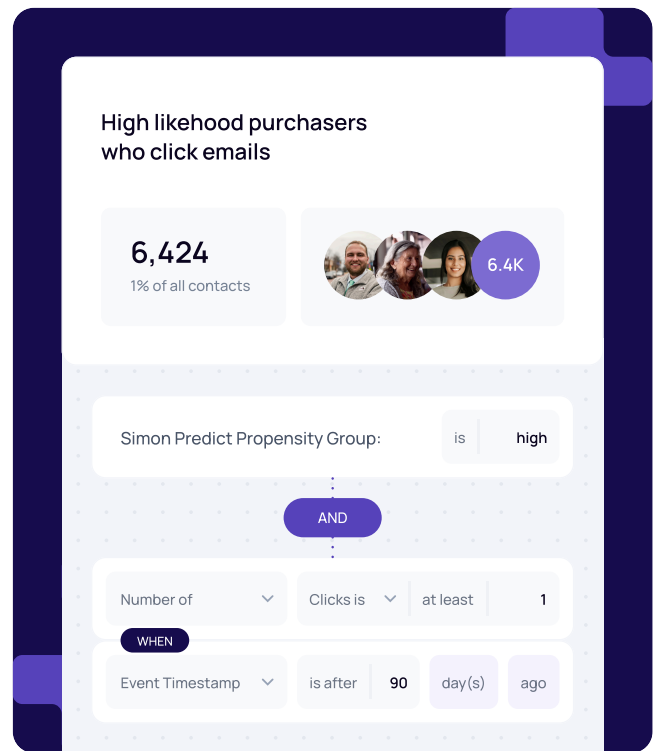 High likehood purchasers
who click emails
6,424
1% of all contacts
6.4K
Simon Predict Propensity Group:
is
high
AND
Number of
Clicks is
at least
1
WHEN
Event Timestamp
is after
90
day(s)
ago